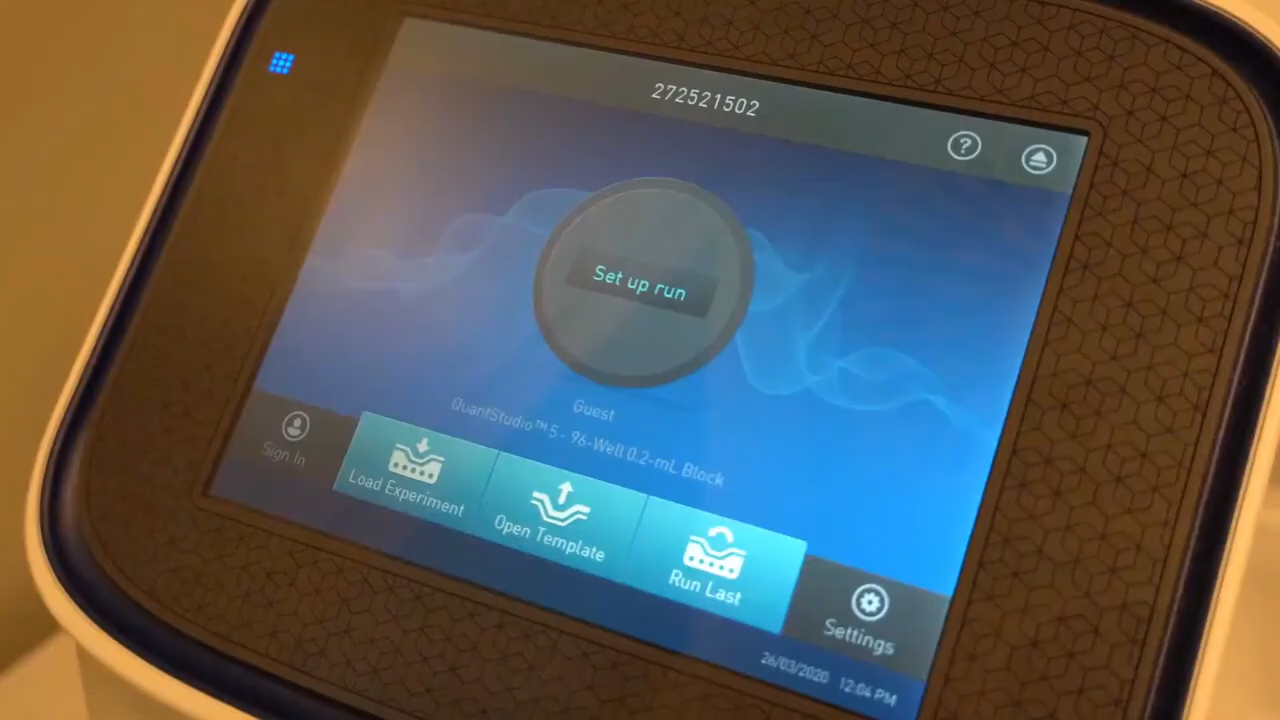 272521502
?
Set up run
Guest
QuantStudio™ 5 - 96-Well 0.2-mL Block
Sign In
Load Experiment
Open Template
Run Last
Settings
26/03/2020 12:04 PM